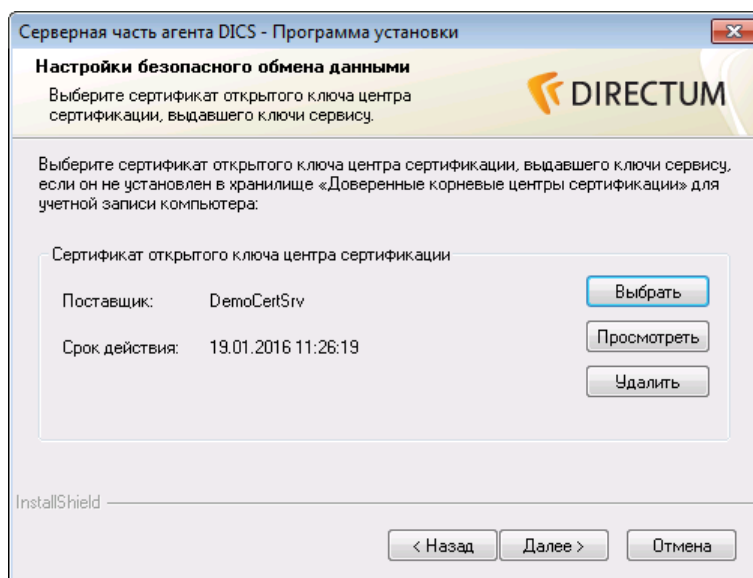 Серверная часть агента DICS - Программа установки
Настройки безопасного обмена данными
Выберите сертификат открытого ключа центра
сертификации, выдавшего ключи сервису.
DIRECTUM
Выберите сертификат открытого ключа центра сертификации, выдавшего ключи сервису,
если он не установлен в хранилище «Доверенные корневые центры сертификации» для
учетной записи компьютера:
Сертификат открытого ключа центра сертификации
Поставщик: DemoCertSrv
Выбрать
Срок действия: 19.01.2016 11:26:19
Просмотреть
Удалить
InstallShield
< Назад
Далее >
Отмена